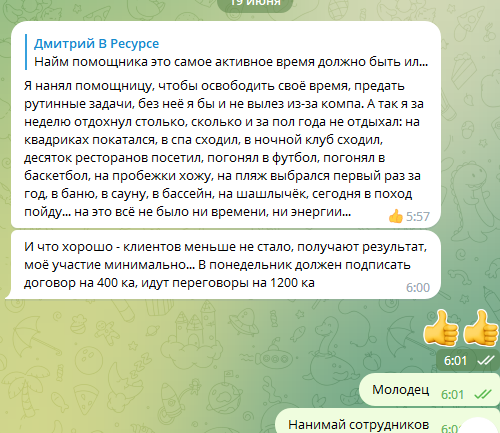 19 июня
Дмитрий В Ресурсе
Найм помощника это самое активное время должно быть ил...
Я нанял помощницу, чтобы освободить своё время, предать
рутинные задачи, без неё я бы и не вылез из-за компа. А так я за
неделю отдохнул столько, сколько и за пол года не отдыхал: на
квадриках покатался, в спа сходил, в ночной клуб сходил,
десяток ресторанов посетил, погонял в футбол, погонял в
баскетбол, на пробежки хожу, на пляж выбрался первый раз за
год, в баню, в сауну, в бассейн, на шашлычёк, сегодня в поход
пойду... на это всё не было ни времени, ни энергии...
5:57
И что хорошо - клиентов меньше не стало, получают результат,
моё участие минимально... В понедельник должен подписать
договор на 400 ка, идут переговоры на 1200 ка
6:00
6:01
Молодец 6:01
Нанимай сотрудников